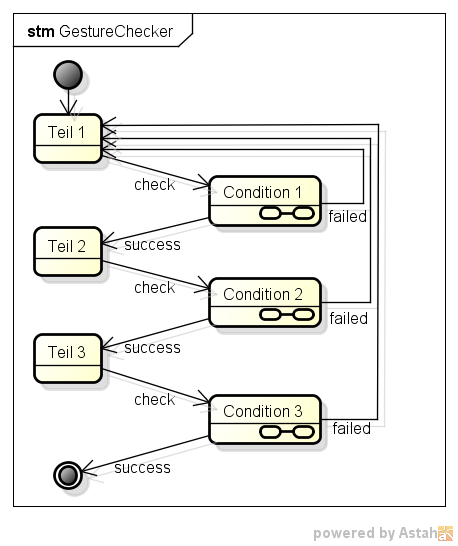 stm GestureChecker
Teil 1
check
Condition 1
failed
Teil 2
success
check
Condition 2
failed
Teil 3
success
check
Condition 3
failed
success
powered by Astah